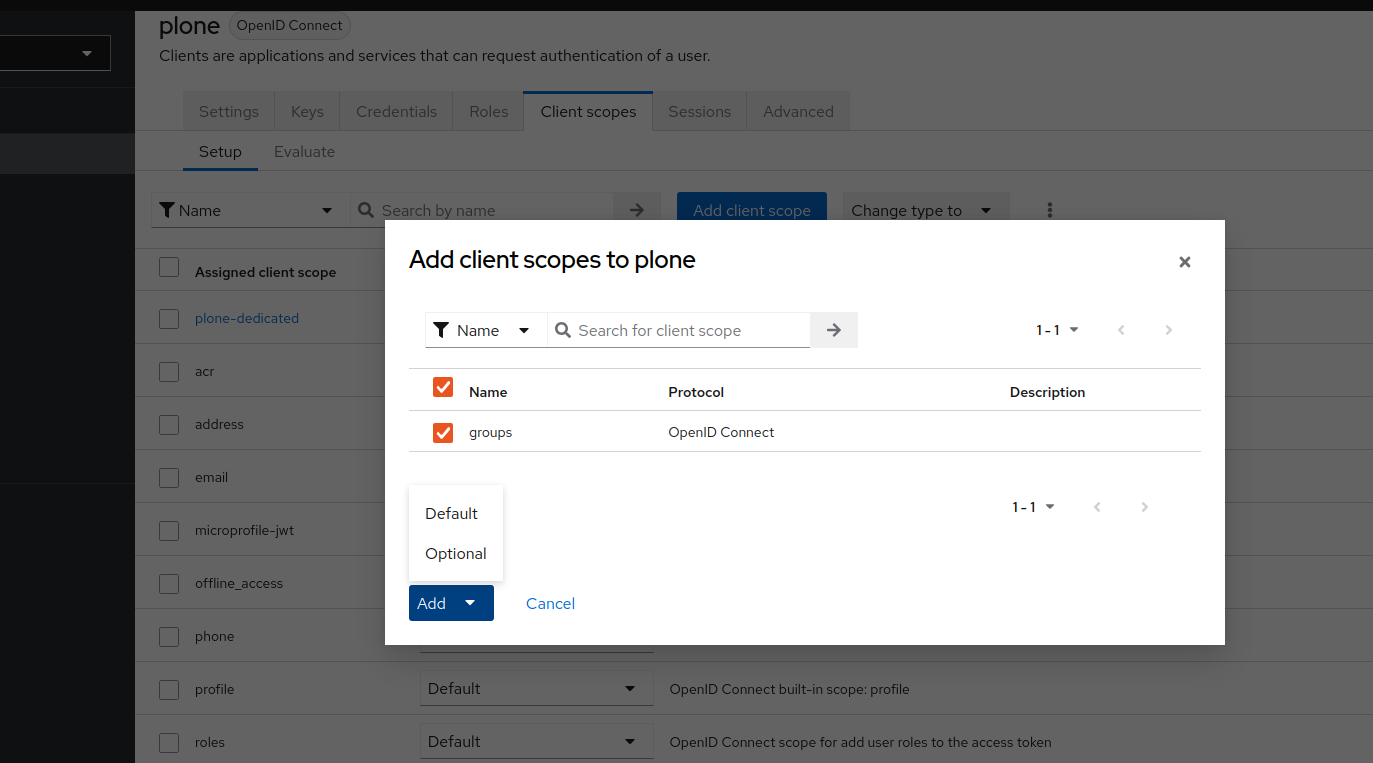 plone OpenID Connect
Clients are applications and services that can request authentication of a user.
Settings Keys Credentials Roles Client scopes Sessions Advanced
Setup Evaluate
Name Search by name Add client scope Change type to
Assigned client scope
plone-dedicated
acr
address
email
microprofile-jwt
offline_access
phone
Add client scopes to plone
Name Search for client scope 1 - 1
Name Protocol Description
groups OpenID Connect
1 - 1
Default
Optional
Add Cancel
profile Default OpenID Connect built-in scope: profile
roles Default OpenID Connect scope for add user roles to the access token